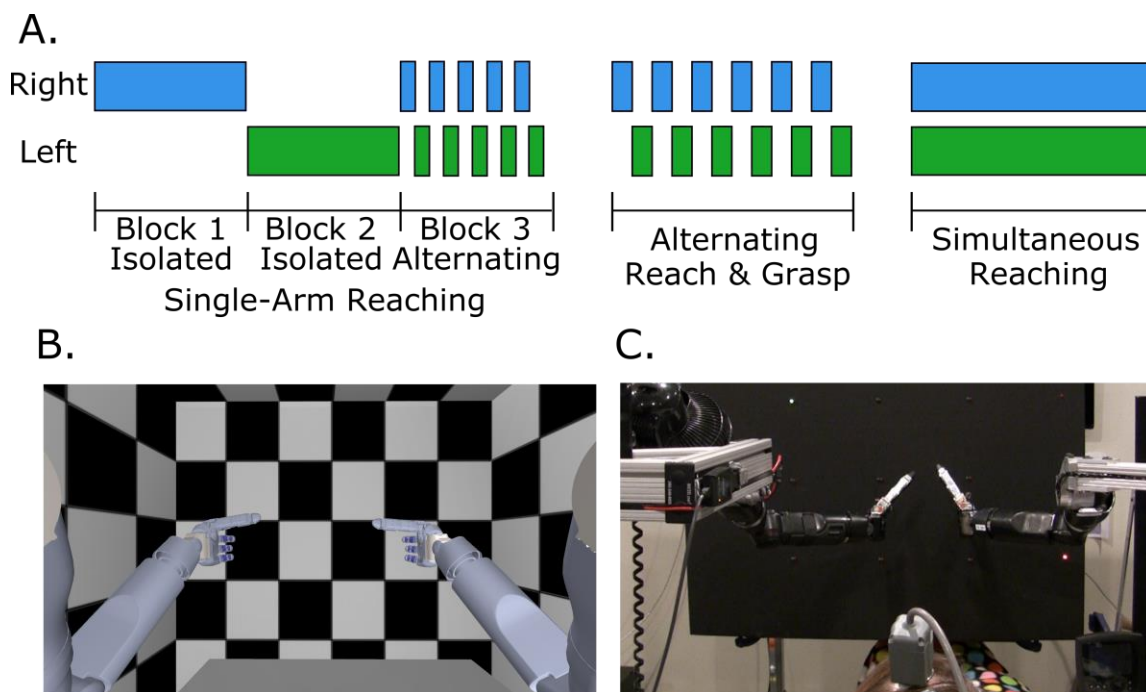 A.
Right
Left
Block 1 Block 2 Block 3
Isolated Isolated Alternating
Single-Arm Reaching
Alternating
Reach & Grasp
Simultaneous
Reaching
B.
C.